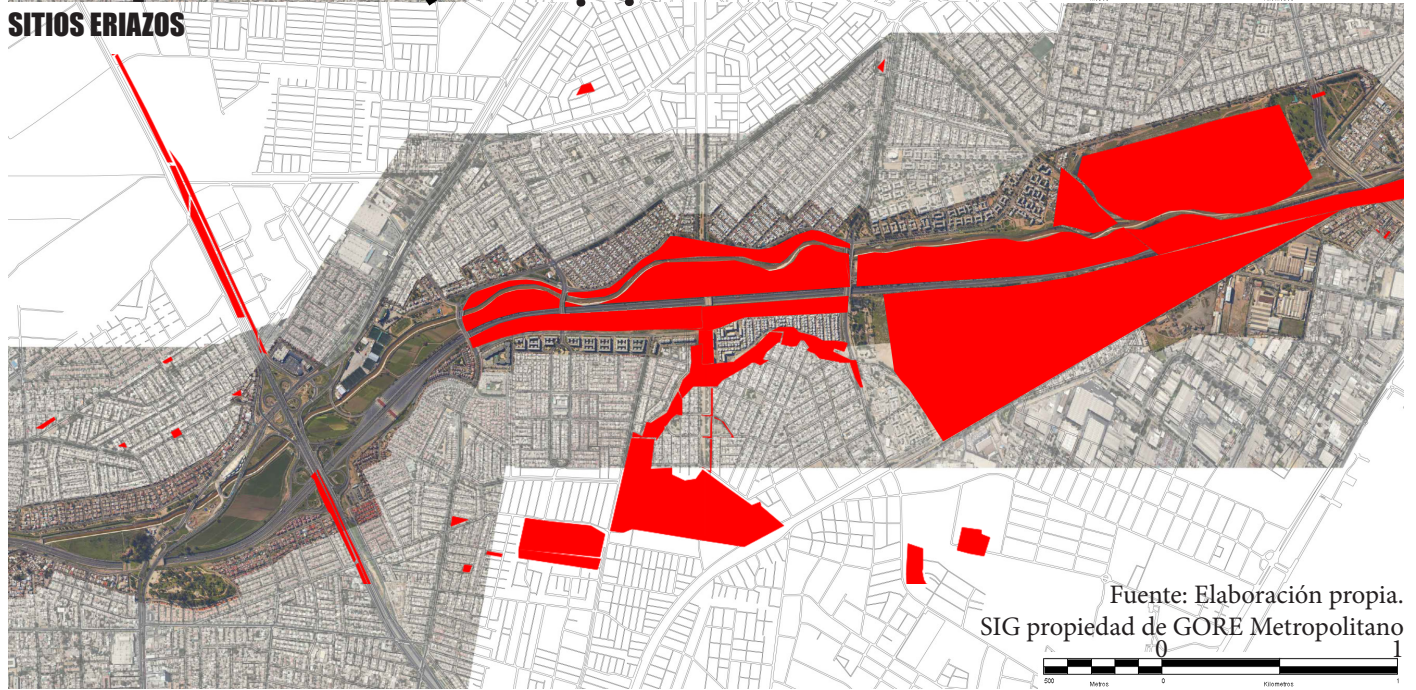 SITIOS ERIAZOS
Fuente: Elaboración propia.
SIG propiedad de GORE Metropolitano
0 1
500 Metros 0 Kilometros 1